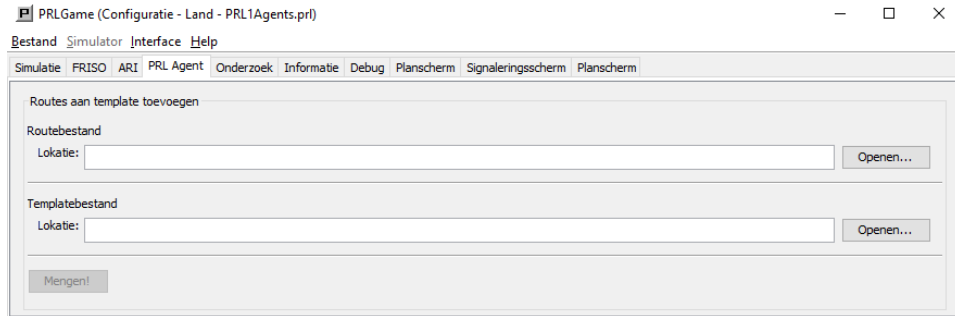 PRLGame (Configuratie - Land - PRL1Agents.prl)
Bestand Simulator Interface Help
Simulatie FRISO ARI PRL Agent Onderzoek Informatie Debug Planscherm Signaleringsscherm Planscherm
Routes aan template toevoegen
Routebestand
Lokatie: Openen...
Templatebestand
Lokatie: Openen...
Mengen!